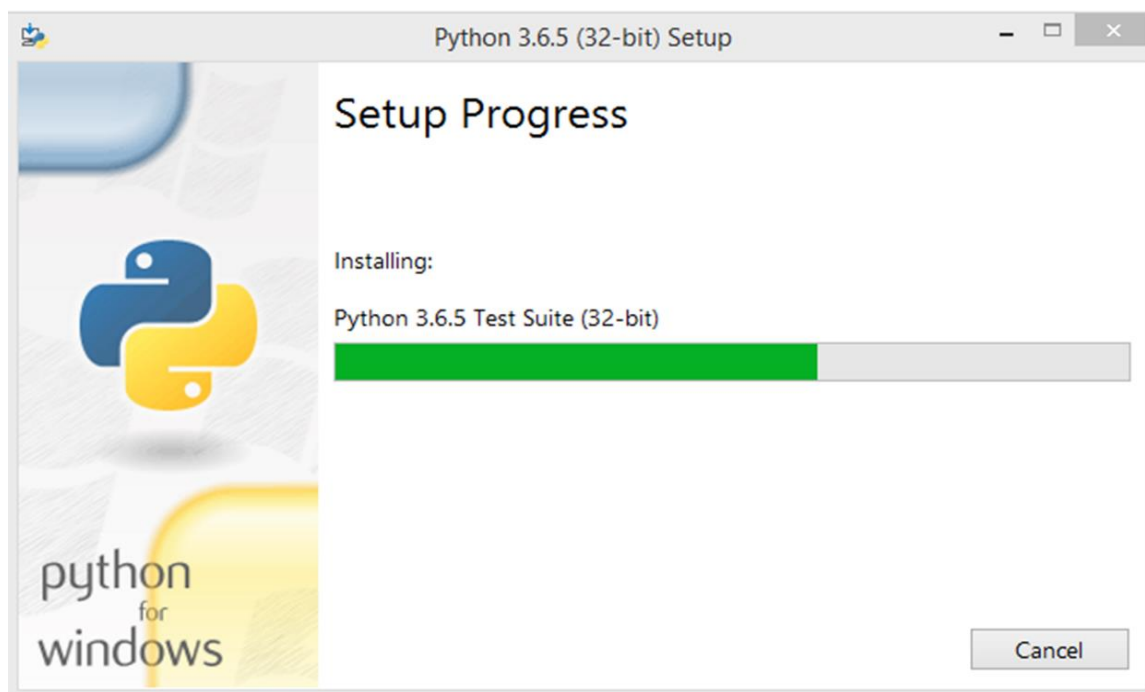 Python 3.6.5 (32-bit) Setup
Setup Progress
Installing:
Python 3.6.5 Test Suite (32-bit)
python
for
windows
Cancel